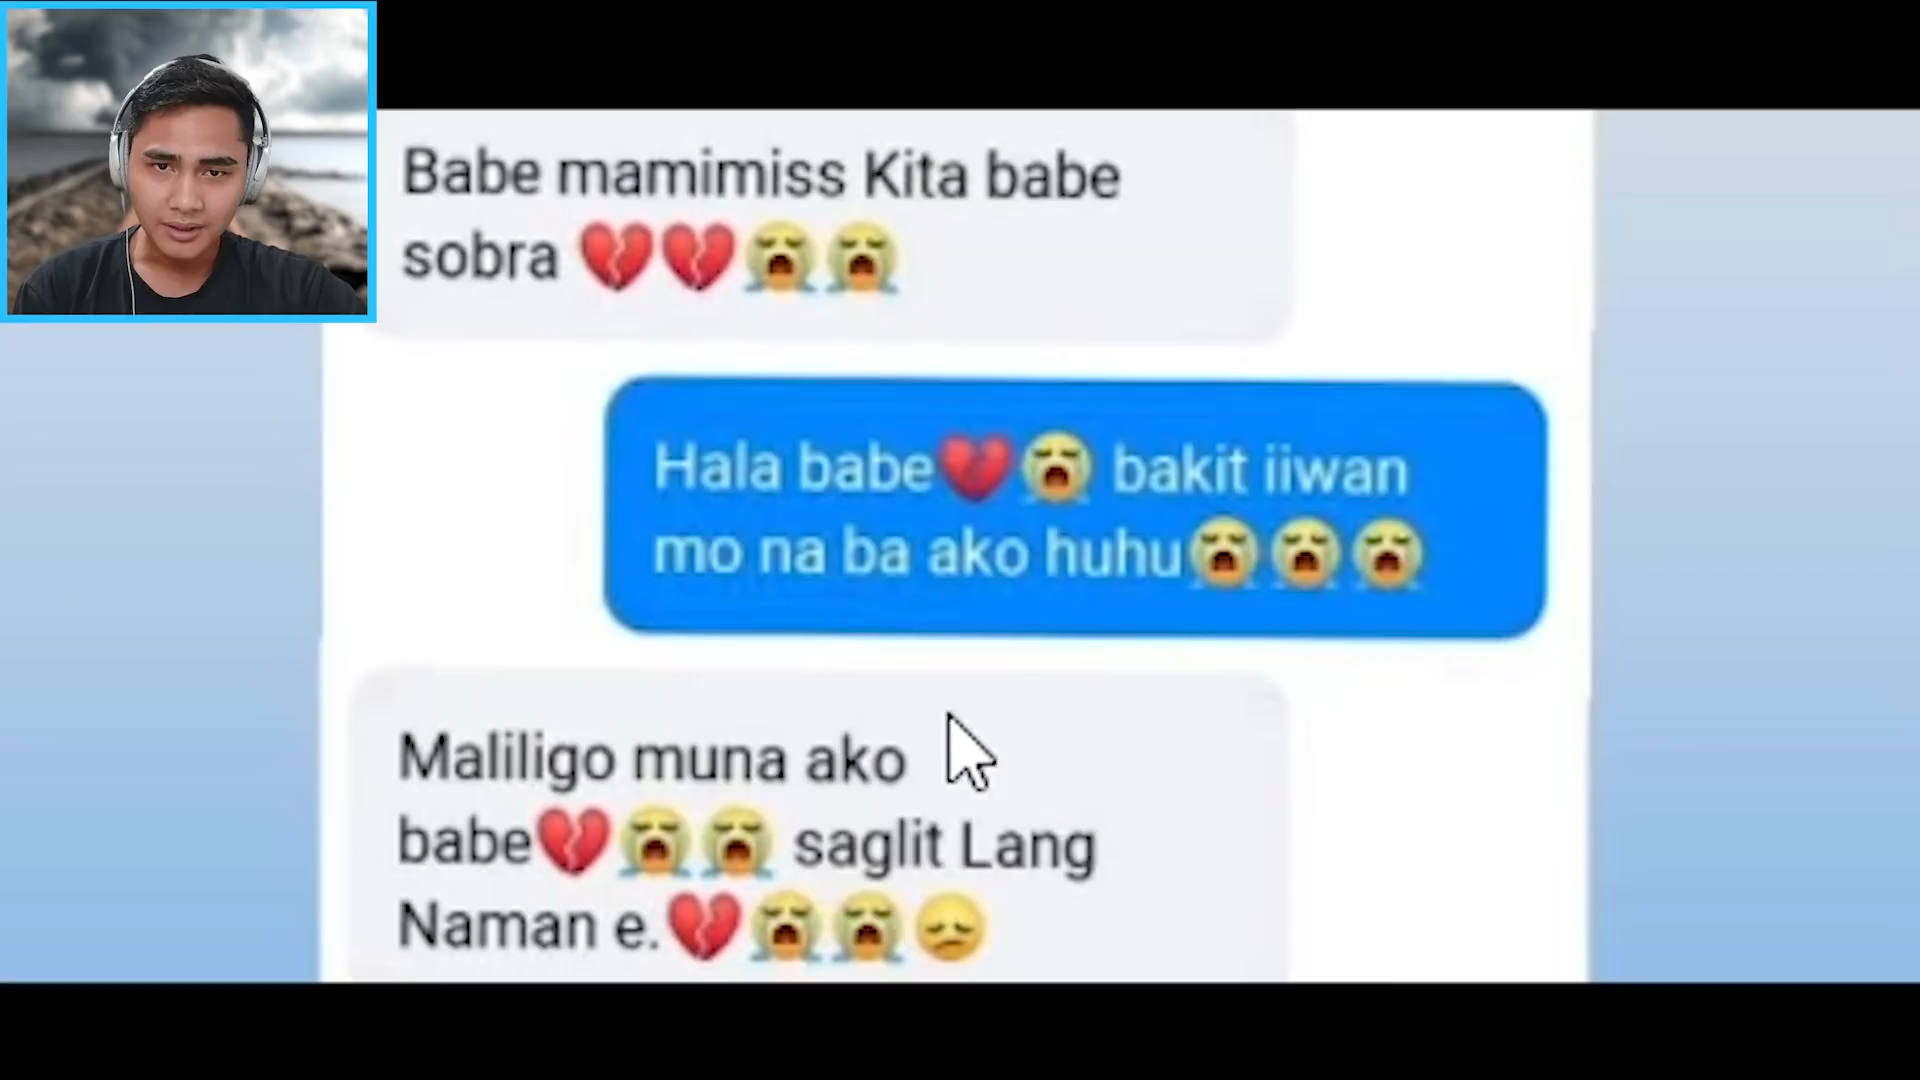 Babe mamimiss Kita babe
sobra 💔💔😭😭
Hala babe💔😭 bakit iiwan
mo na ba ako huhu😭😭😭
Maliligo muna ako
babe💔😭😭 saglit Lang
Naman e.💔😭😭😞